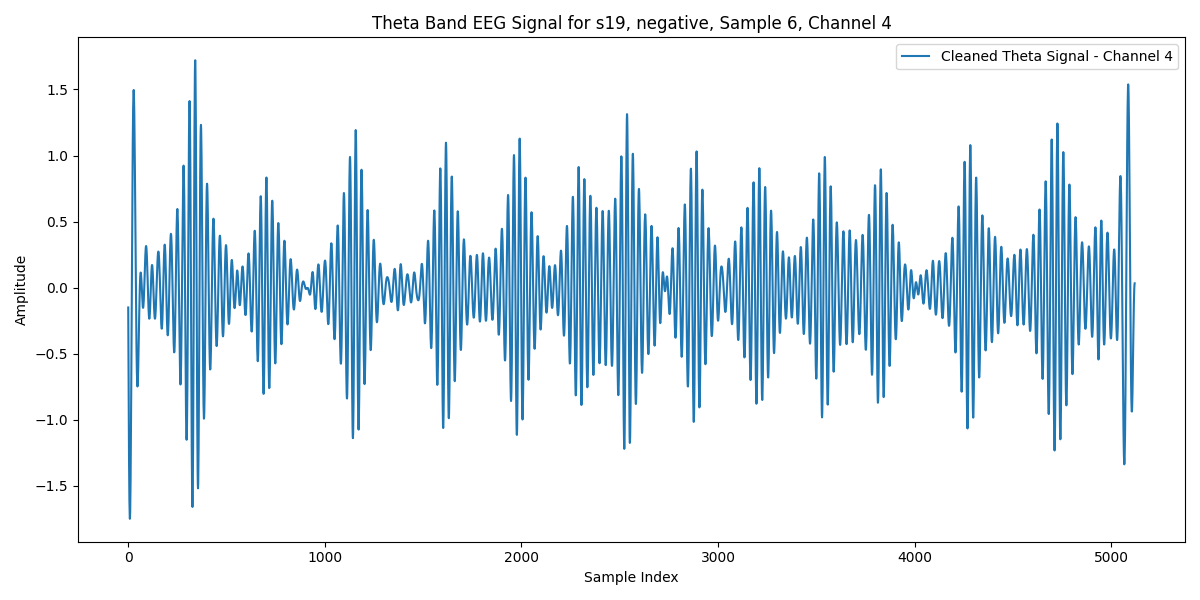 Theta Band EEG Signal for s19, negative, Sample 6, Channel 4
Cleaned Theta Signal - Channel 4
1.5
1.0
0.5
0.0
−0.5
−1.0
−1.5
Amplitude
0 1000 2000 3000 4000 5000
Sample Index